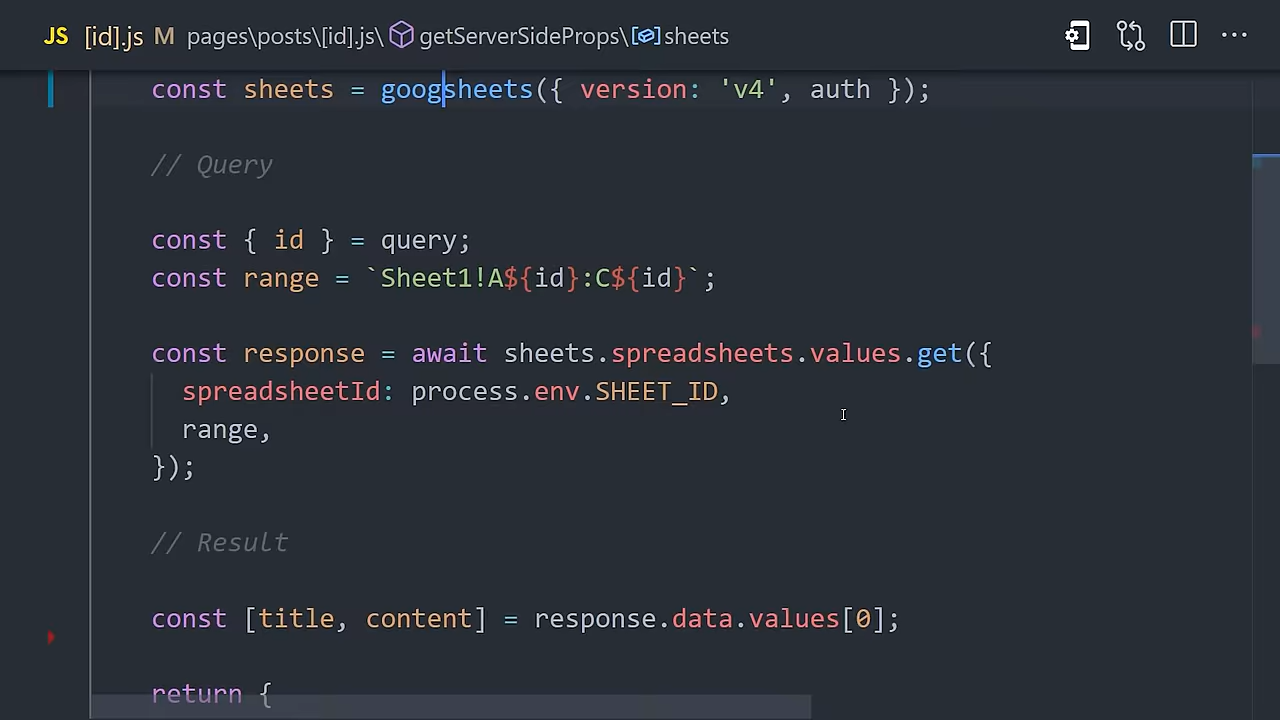 JS [id].js M pages\posts\[id].js\ getServerSideProps\ sheets ...
const sheets = googsheets({ version: 'v4', auth });
// Query
const { id } = query;
const range = `Sheet1!A${id}:C${id}`;
const response = await sheets.spreadsheets.values.get({
spreadsheetId: process.env.SHEET_ID,
range,
});
// Result
const [title, content] = response.data.values[0];
return {